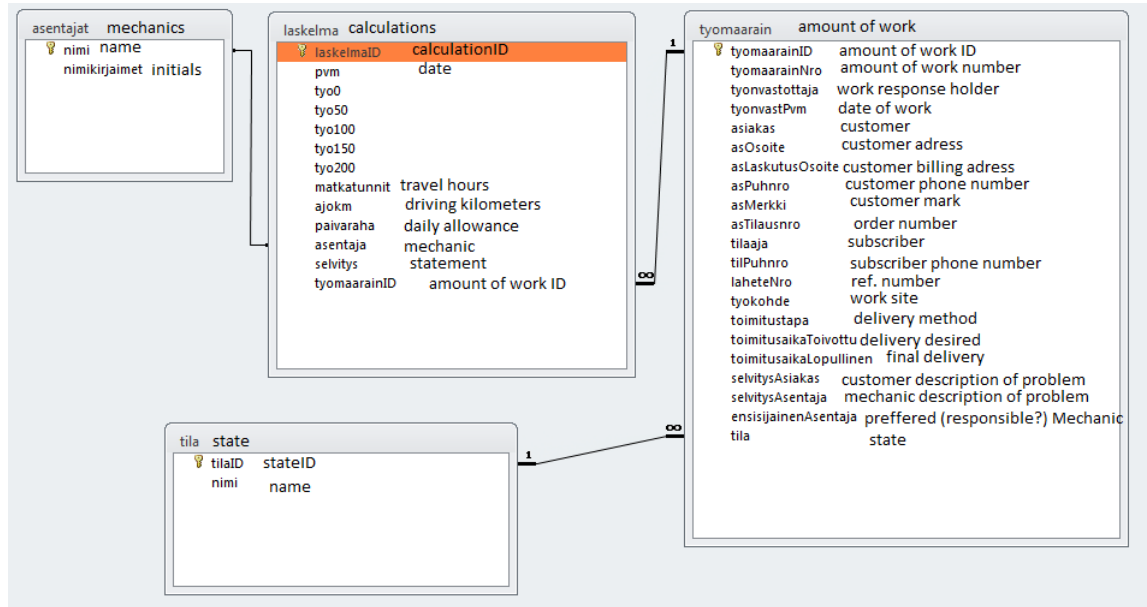 asentajat mechanics
nimi name
nimikirjaimet initials
laskelma calculations
laskelmaID calculationID
pvm date
tyo0
tyo50
tyo100
tyo150
tyo200
matkatunnit travel hours
ajokm driving kilometers
paivaraha daily allowance
asentaja mechanic
selvitys statement
tyomaarainID amount of work ID
1
∞
tyomaarain amount of work
tyomaarainID amount of work ID
tyomaarainNro amount of work number
tyonvastottaja work response holder
tyonvastPvm date of work
asiakas customer
asOsoite customer adress
asLaskutusOsoite customer billing adress
asPuhnro customer phone number
asMerkki customer mark
asTilausnro order number
tilaaja subscriber
tilPuhnro subscriber phone number
laheteNro ref. number
tyokohde work site
toimitustapa delivery method
toimitusaikaToivottu delivery desired
toimitusaikaLopullinen final delivery
selvitysAsiakas customer description of problem
selvitysAsentaja mechanic description of problem
ensisijainenAsentaja preffered (responsible?) Mechanic
tila state
tila state
tilaID stateID
nimi name
1
∞